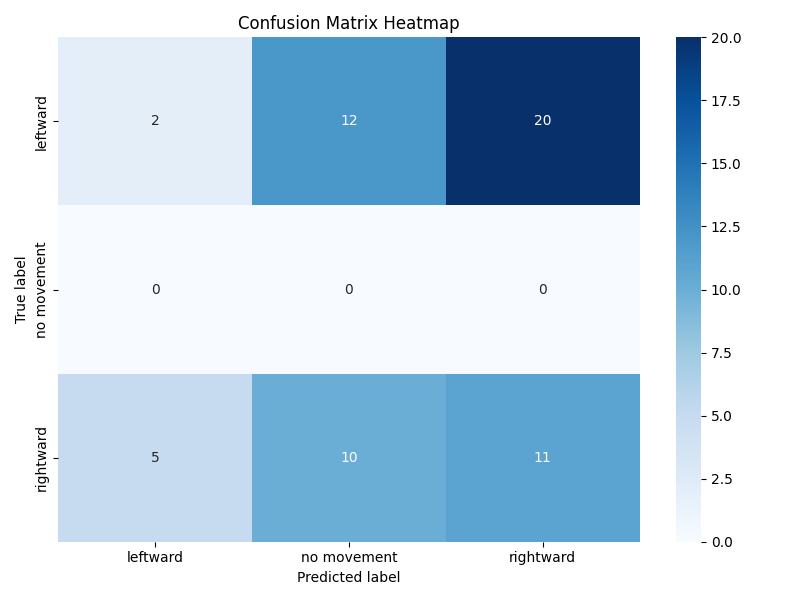 Confusion Matrix Heatmap
True label
leftward
no movement
rightward
2 12 20
0 0 0
5 10 11
leftward no movement rightward
Predicted label
20.0
17.5
15.0
12.5
10.0
7.5
5.0
2.5
0.0